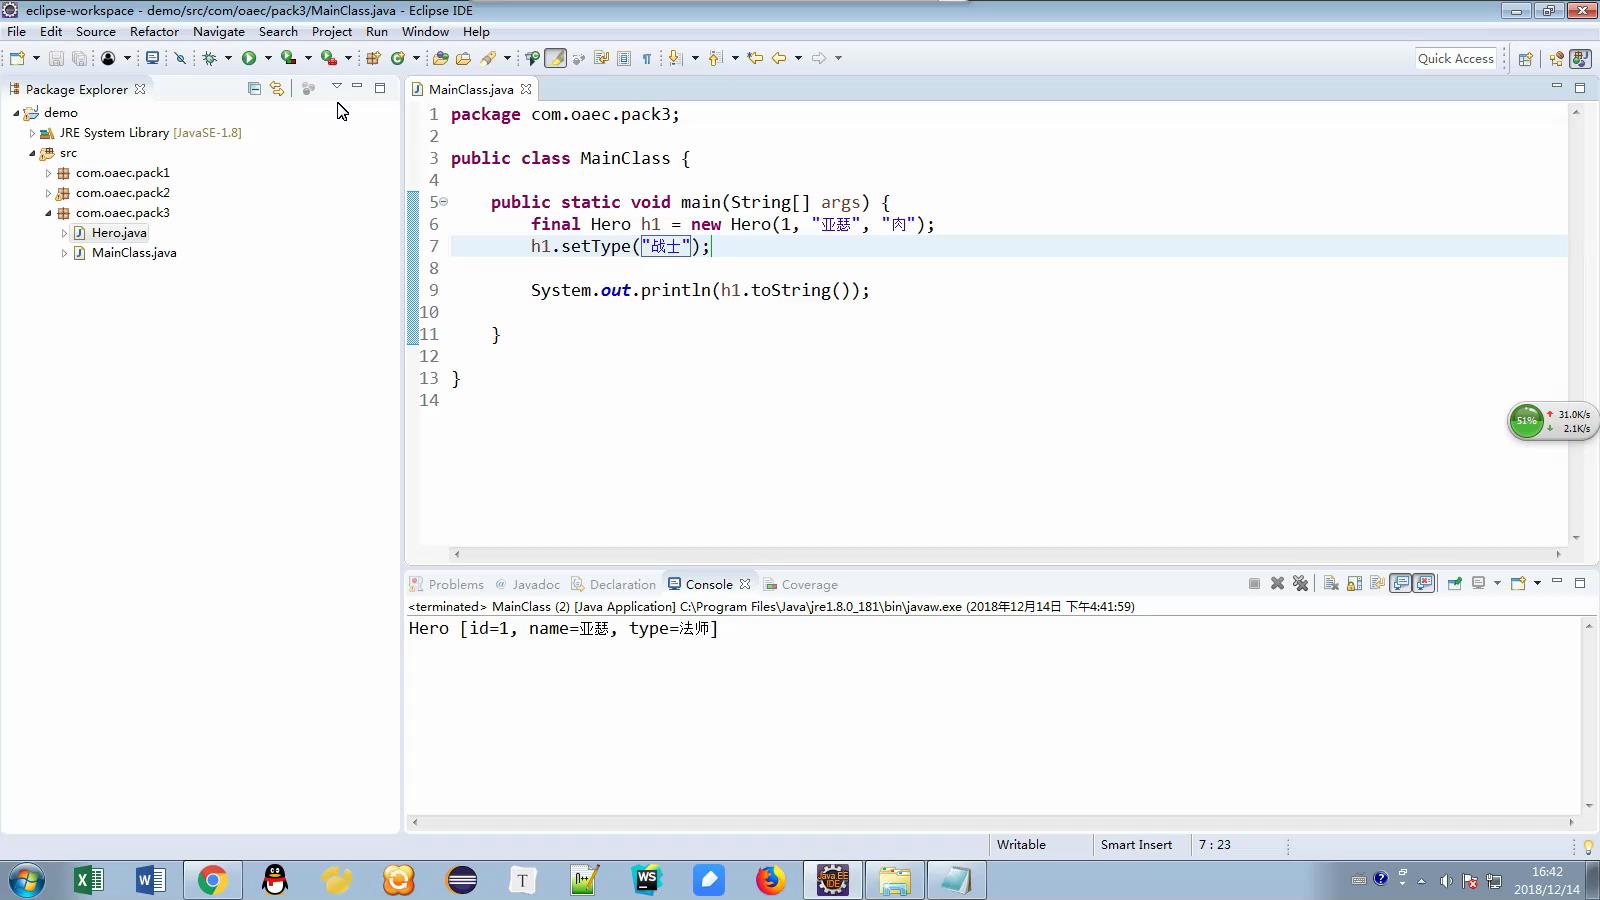 eclipse-workspace - demo/src/com/oaec/pack3/MainClass.java - Eclipse IDE
File Edit Source Refactor Navigate Search Project Run Window Help
Quick Access
Package Explorer
demo
JRE System Library [JavaSE-1.8]
src
com.oaec.pack1
com.oaec.pack2
com.oaec.pack3
Hero.java
MainClass.java
MainClass.java
1 package com.oaec.pack3;
2
3 public class MainClass {
4
5 public static void main(String[] args) {
6 final Hero h1 = new Hero(1, "亚瑟", "肉");
7 h1.setType("战士");
8
9 System.out.println(h1.toString());
10
11 }
12
13 }
14
51% 31.0K/s
2.1K/s
Problems @ Javadoc Declaration Console Coverage
<terminated> MainClass (2) [Java Application] C:\Program Files\Java\jre1.8.0_181\bin\javaw.exe (2018年12月14日 下午4:41:59)
Hero [id=1, name=亚瑟, type=法师]
Writable Smart Insert 7 : 23
T
WS
Java EE
IDE
16:42
2018/12/14